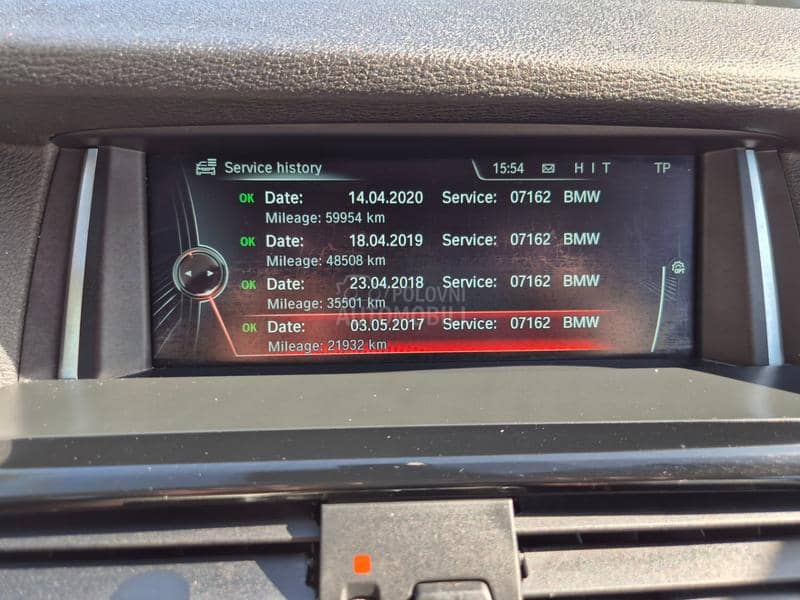 Service history 15:54 H I T TP
OK Date: 14.04.2020 Service: 07162 BMW
Mileage: 59954 km
OK Date: 18.04.2019 Service: 07162 BMW
Mileage: 48508 km
OK Date: 23.04.2018 Service: 07162 BMW
Mileage: 35501 km
POLOVNI
AUTOMOBILI
OK Date: 03.05.2017 Service: 07162 BMW
Mileage: 21932 km